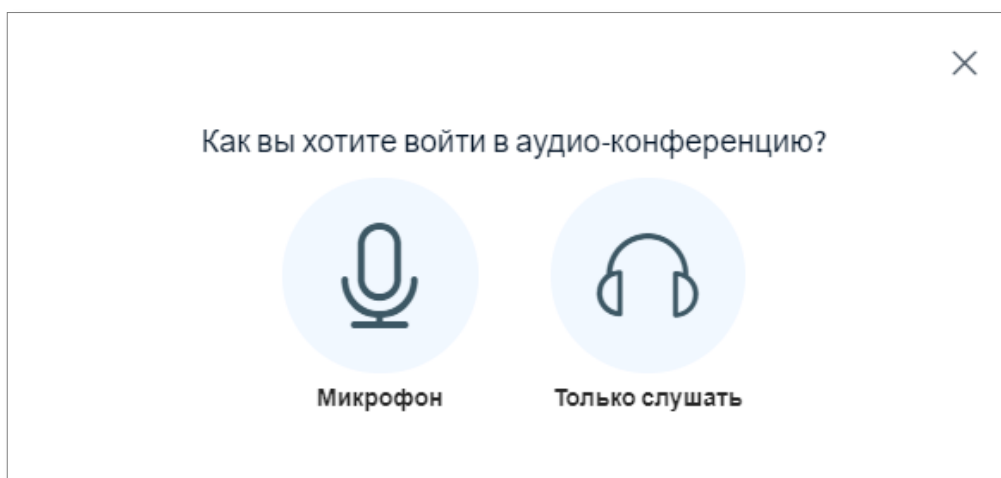 Как вы хотите войти в аудио-конференцию?
Микрофон Только слушать